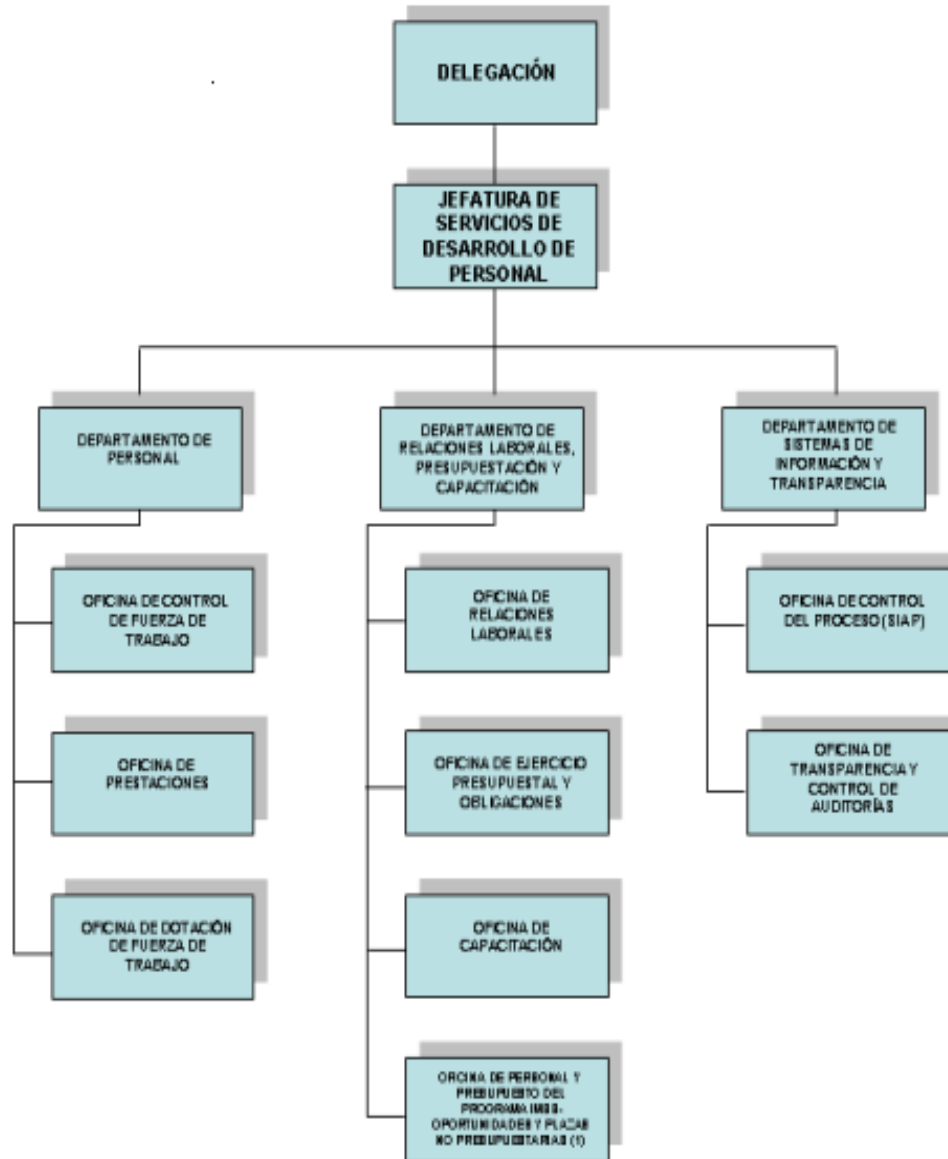 DELEGACIÓN
JEFATURA DE
SERVICIOS DE
DESARROLLO DE
PERSONAL
DEPARTAMENTO DE
PERSONAL
DEPARTAMENTO DE
RELACIONES LABORALES,
PRESUPUESTACIÓN Y
CAPACITACIÓN
DEPARTAMENTO DE
SISTEMAS DE
INFORMACIÓN Y
TRANSPARENCIA
OFICINA DE CONTROL
DE FUERZA DE
TRABAJO
OFICINA DE
RELACIONES
LABORALES
OFICINA DE CONTROL
DEL PROCESO (SIAP)
OFICINA DE
PRESTACIONES
OFICINA DE EJERCICIO
PRESUPUESTAL Y
OBLIGACIONES
OFICINA DE
TRANSPARENCIA Y
CONTROL DE
AUDITORÍAS
OFICINA DE DOTACIÓN
DE FUERZA DE
TRABAJO
OFICINA DE
CAPACITACIÓN
OFICINA DE PERSONAL Y
PRESUPUESTO DEL
PROGRAMA IMSS-
OPORTUNIDADES Y PLAZAS
NO PRESUPUESTARIAS (1)